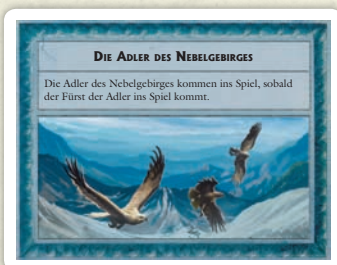 Die Adler des Nebelgebirges
Die Adler des Nebelgebirges kommen ins Spiel, sobald
der Fürst der Adler ins Spiel kommt.